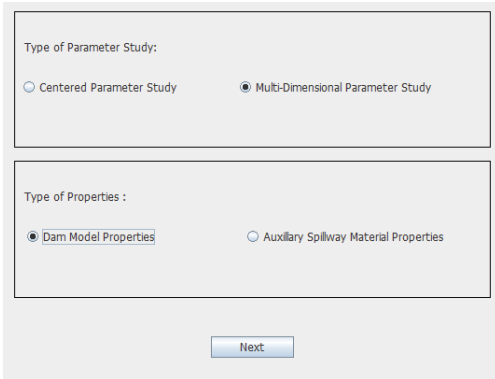 Type of Parameter Study:
Centered Parameter Study
Multi-Dimensional Parameter Study
Type of Properties :
Dam Model Properties
Auxillary Spillway Material Properties
Next